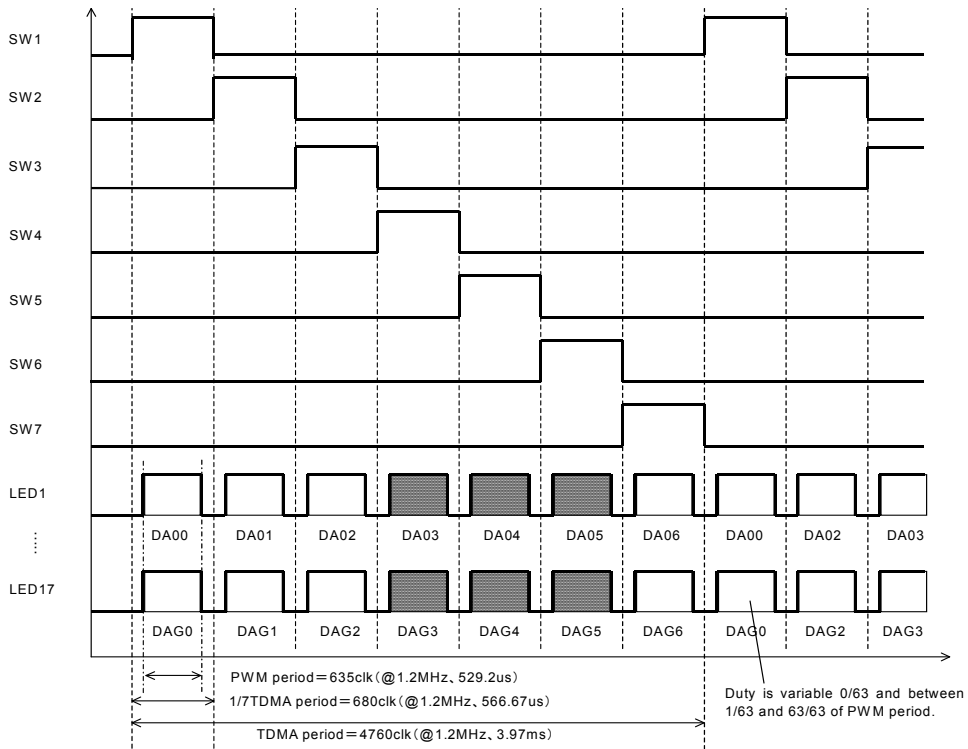 SW1
SW2
SW3
SW4
SW5
SW6
SW7
LED1
DA00 DA01 DA02 DA03 DA04 DA05 DA06 DA00 DA02 DA03
......
LED17
DAG0 DAG1 DAG2 DAG3 DAG4 DAG5 DAG6 DAG0 DAG2 DAG3
PWM period=635clk(@1.2MHz、529.2us)
1/7TDMA period=680clk(@1.2MHz、566.67us)
TDMA period=4760clk(@1.2MHz、3.97ms)
Duty is variable 0/63 and between
1/63 and 63/63 of PWM period.